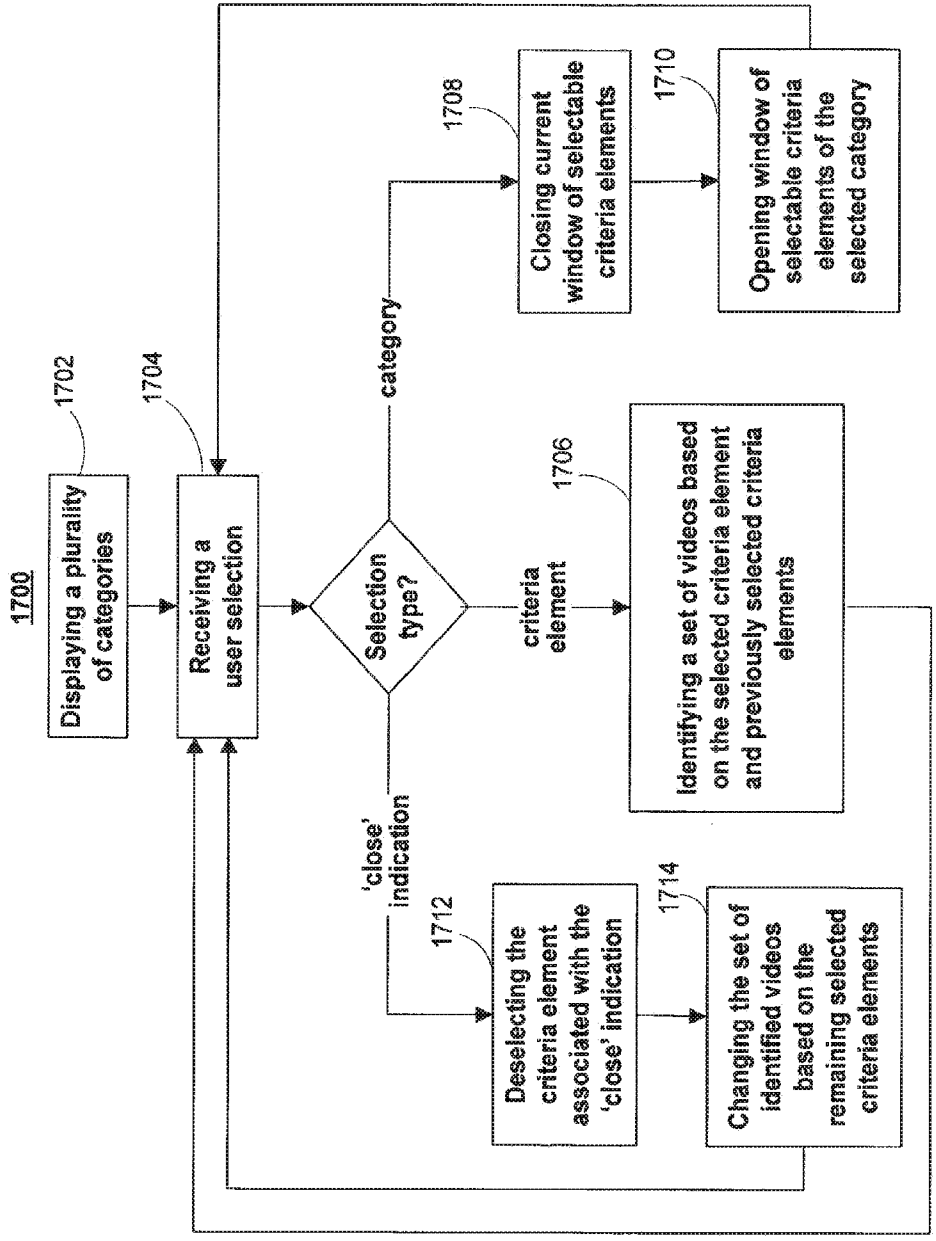 1700
Displaying a plurality
of categories
1702
Receiving a
user selection
1704
Selection
type?
'close'
indication
criteria
element
category
1712
Deselecting the
criteria element
associated with the
'close' indication
1714
Changing the set of
identified videos
based on the
remaining selected
criteria elements
1706
Identifying a set of videos based
on the selected criteria element
and previously selected criteria
elements
1708
Closing current
window of selectable
criteria elements
1710
Opening window of
selectable criteria
elements of the
selected category